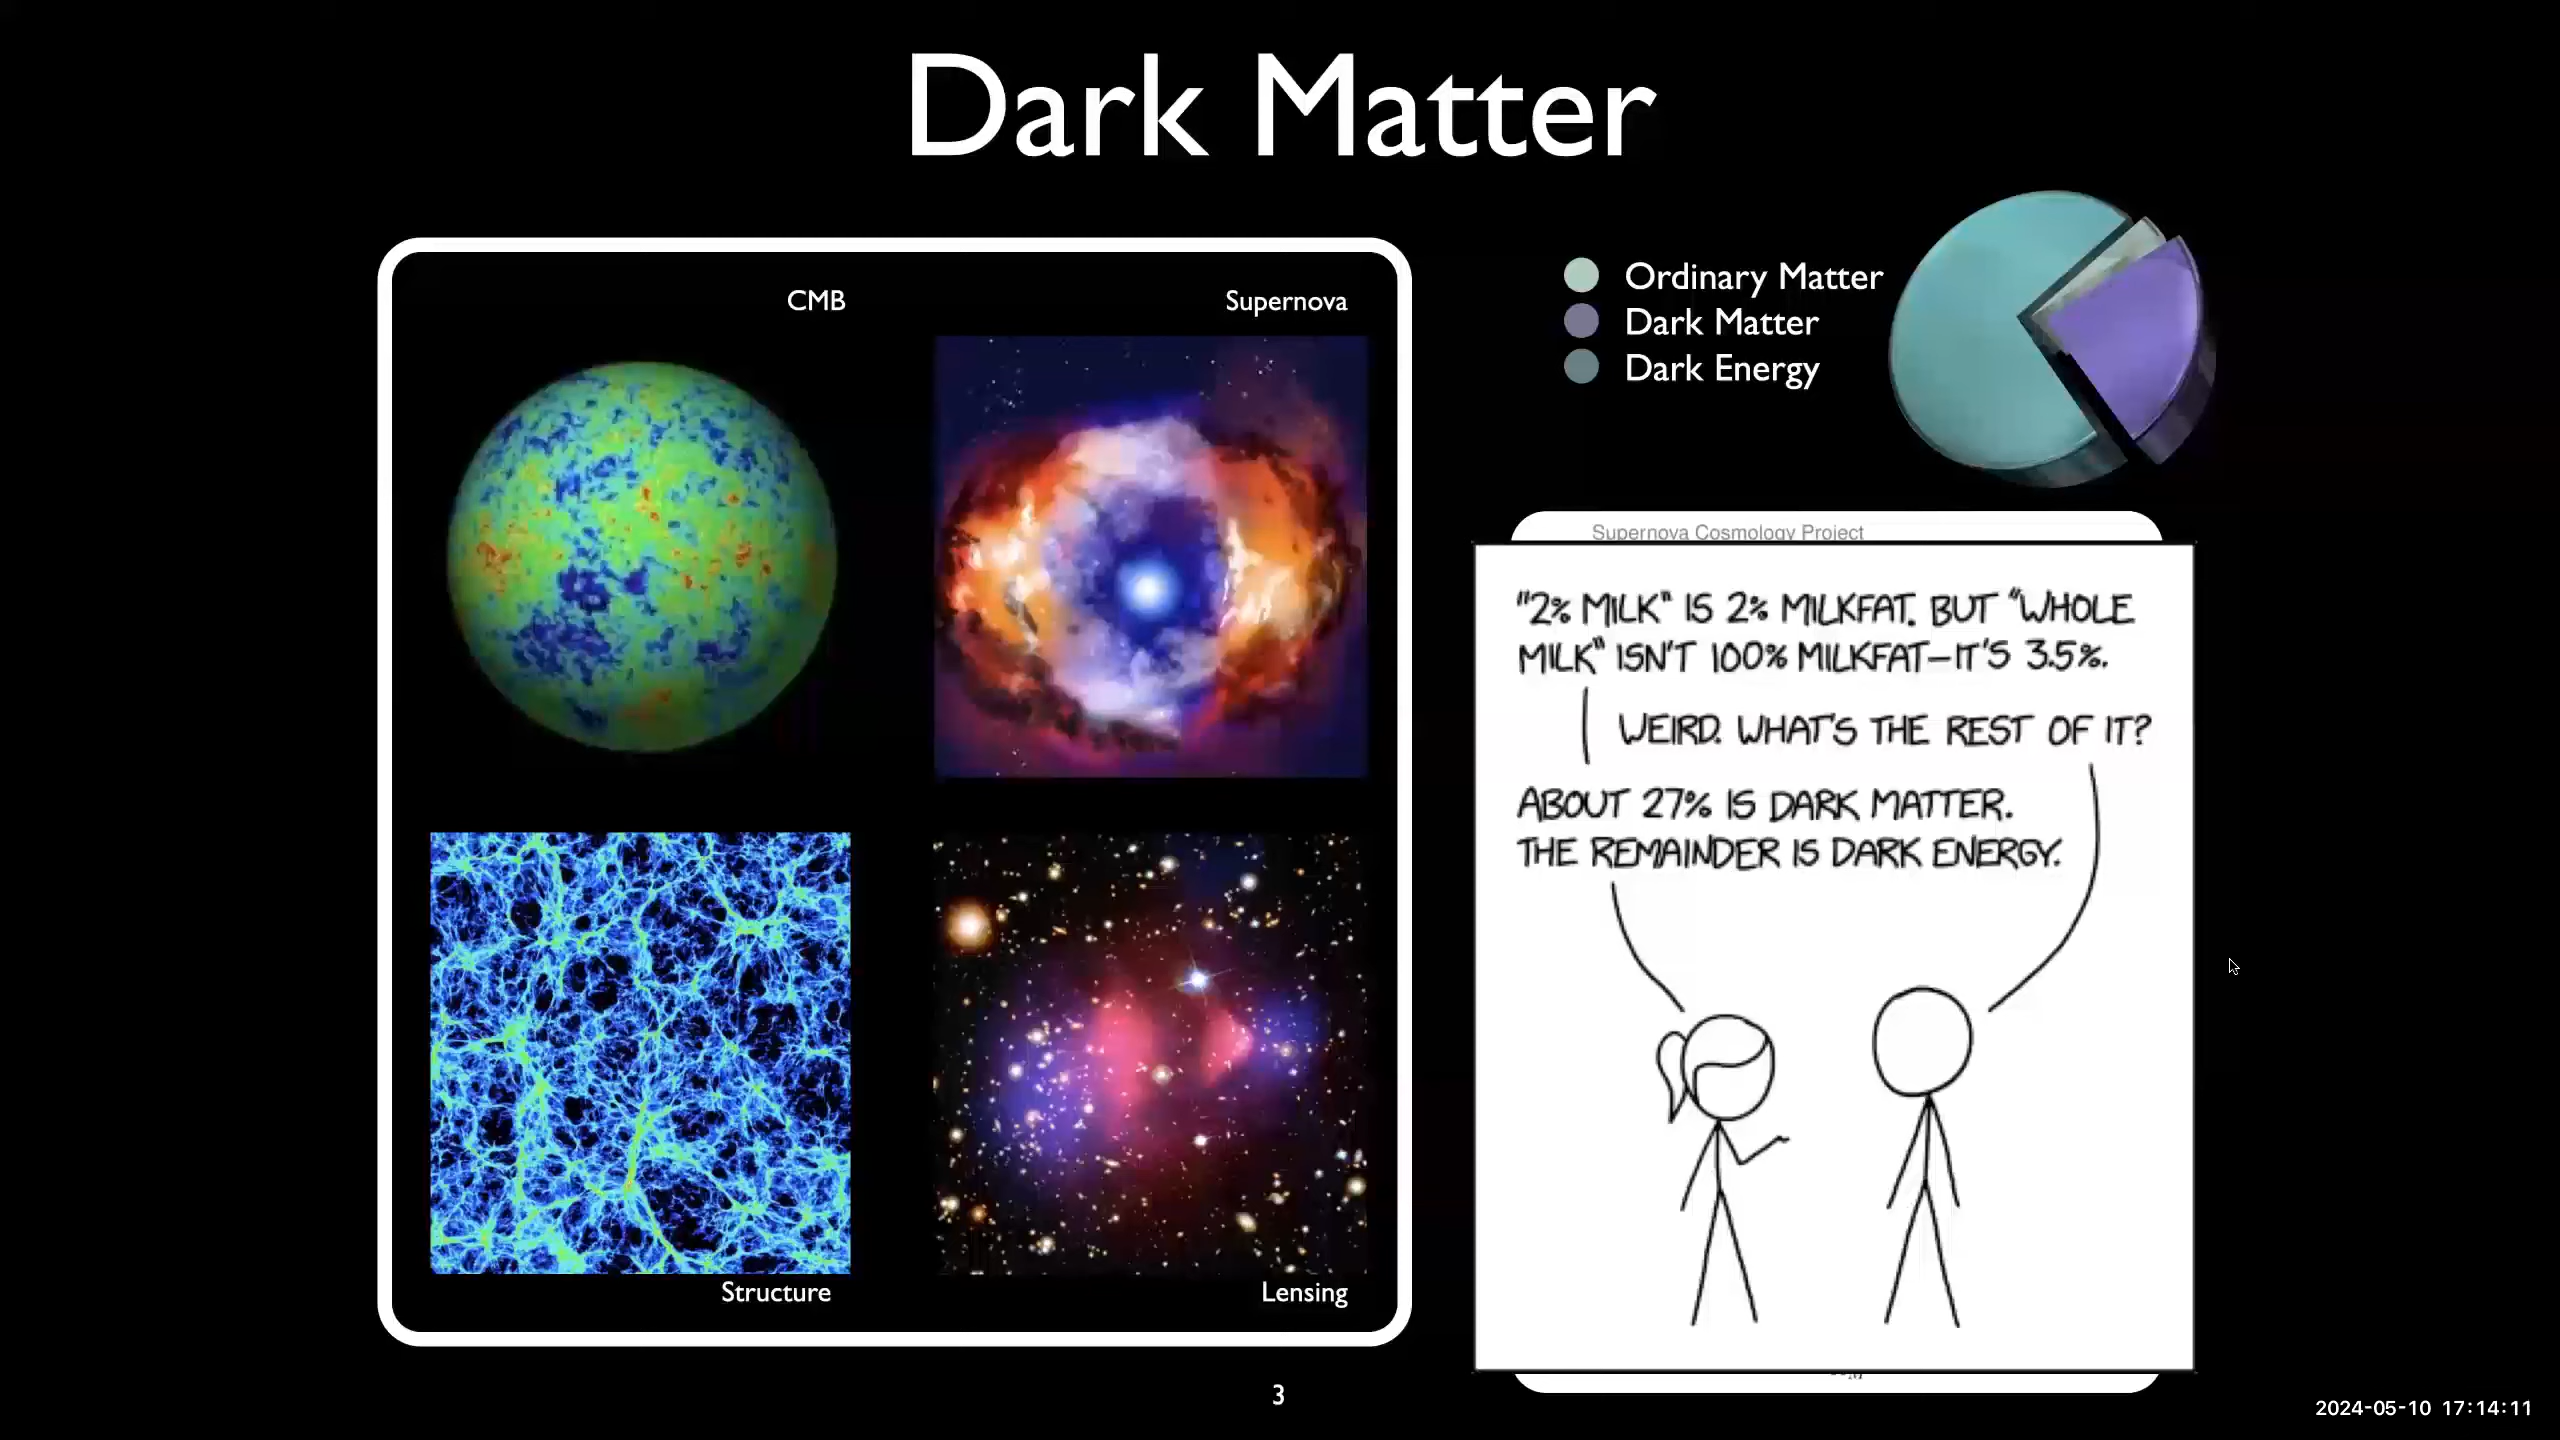 Dark Matter
CMB
Supernova
Structure
Lensing
Ordinary Matter
Dark Matter
Dark Energy
Supernova Cosmology Project
"2% MILK" IS 2% MILKFAT. BUT "WHOLE
MILK" ISN'T 100% MILKFAT—IT'S 3.5%.
WEIRD. WHAT'S THE REST OF IT?
ABOUT 27% IS DARK MATTER.
THE REMAINDER IS DARK ENERGY.
3
2024-05-10 17:14:11